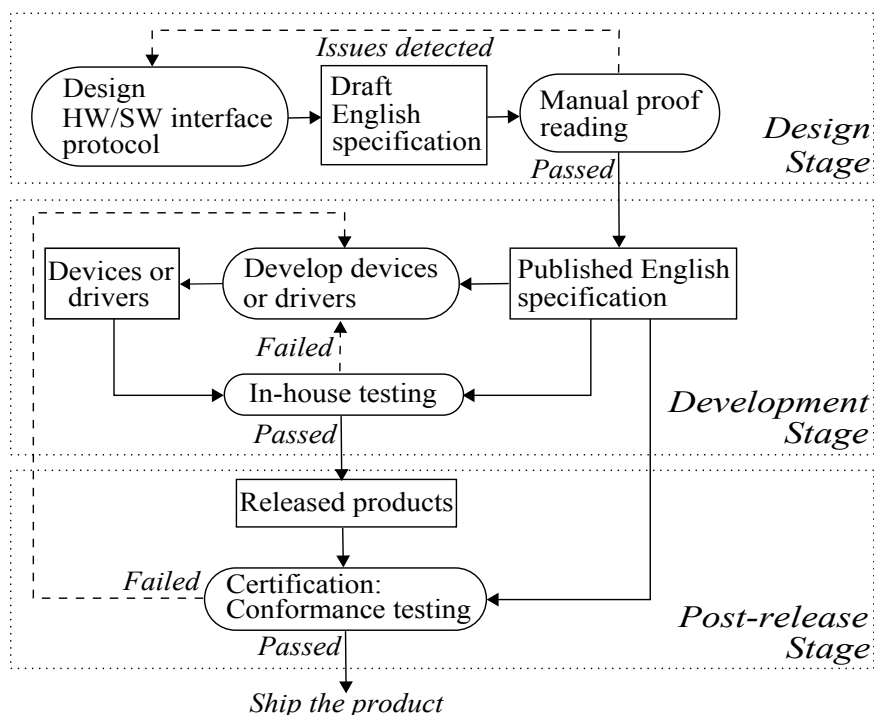 Issues detected
Design
HW/SW interface
protocol
Draft
English
specification
Manual proof
reading
Design
Stage
Passed
Devices or
drivers
Develop devices
or drivers
Published English
specification
Failed
In-house testing
Development
Stage
Passed
Released products
Failed
Certification:
Conformance testing
Post-release
Stage
Passed
Ship the product